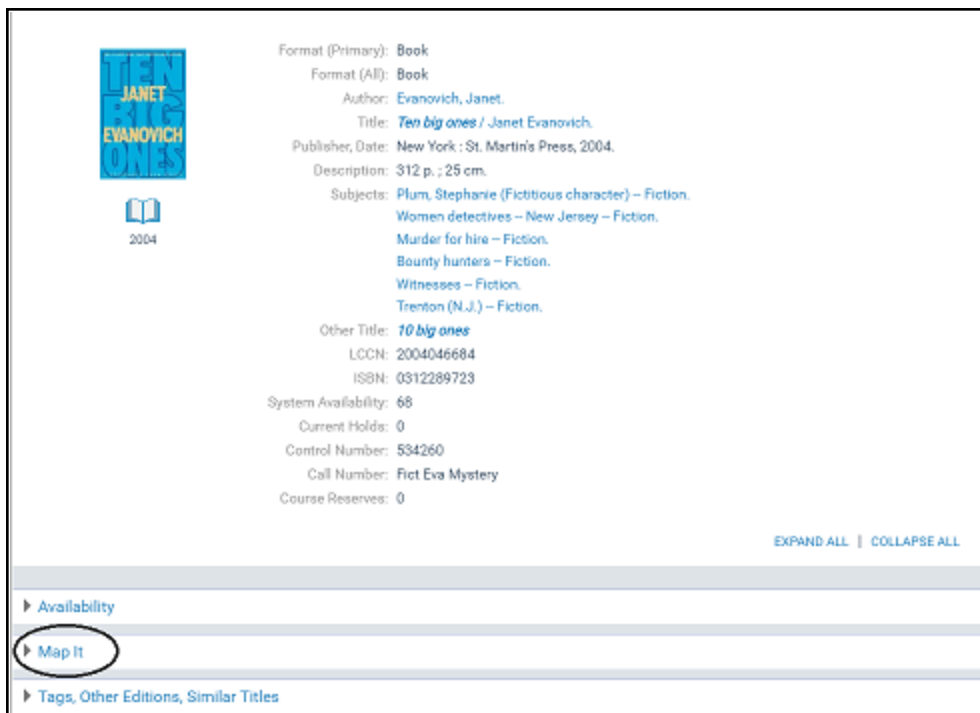 TEN
JANET
BIG
EVANOVICH
ONES
2004
Format (Primary): Book
Format (All): Book
Author: Evanovich, Janet.
Title: Ten big ones / Janet Evanovich.
Publisher, Date: New York : St. Martin's Press, 2004.
Description: 312 p. ; 25 cm.
Subjects: Plum, Stephanie (Fictitious character) -- Fiction.
Women detectives -- New Jersey -- Fiction.
Murder for hire -- Fiction.
Bounty hunters -- Fiction.
Witnesses -- Fiction.
Trenton (N.J.) -- Fiction.
Other Title: 10 big ones
LCCN: 2004046684
ISBN: 0312289723
System Availability: 68
Current Holds: 0
Control Number: 534260
Call Number: Fict Eva Mystery
Course Reserves: 0
EXPAND ALL | COLLAPSE ALL
Availability
Map It
Tags, Other Editions, Similar Titles